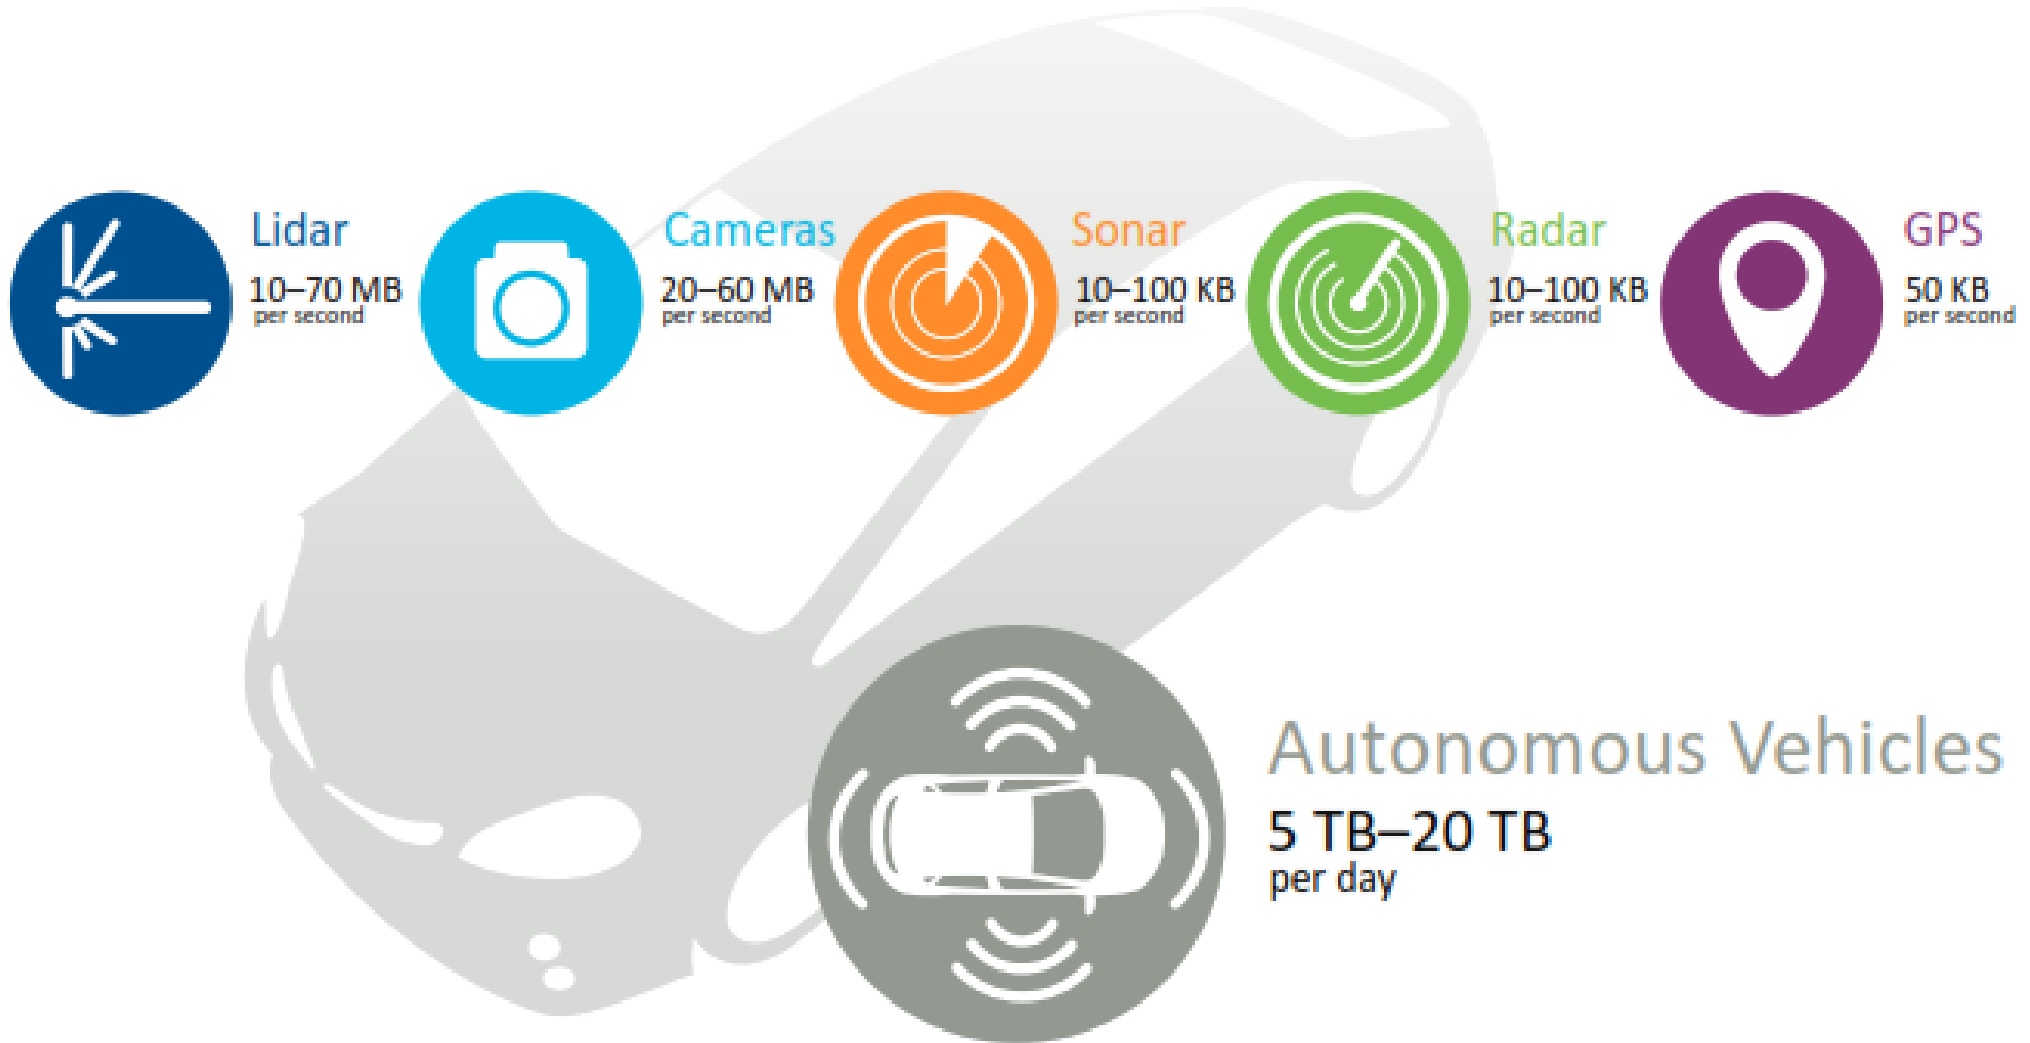 Lidar
10–70 MB
per second
Cameras
20–60 MB
per second
Sonar
10–100 KB
per second
Radar
10–100 KB
per second
GPS
50 KB
per second
Autonomous Vehicles
5 TB–20 TB
per day